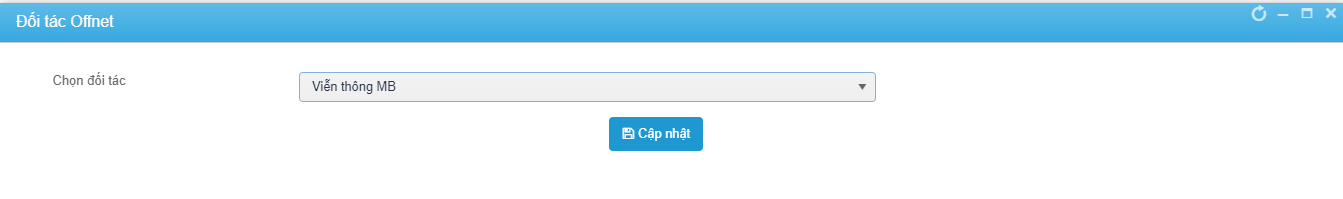 Đối tác Offnet
Chọn đối tác
Viễn thông MB
Cập nhật